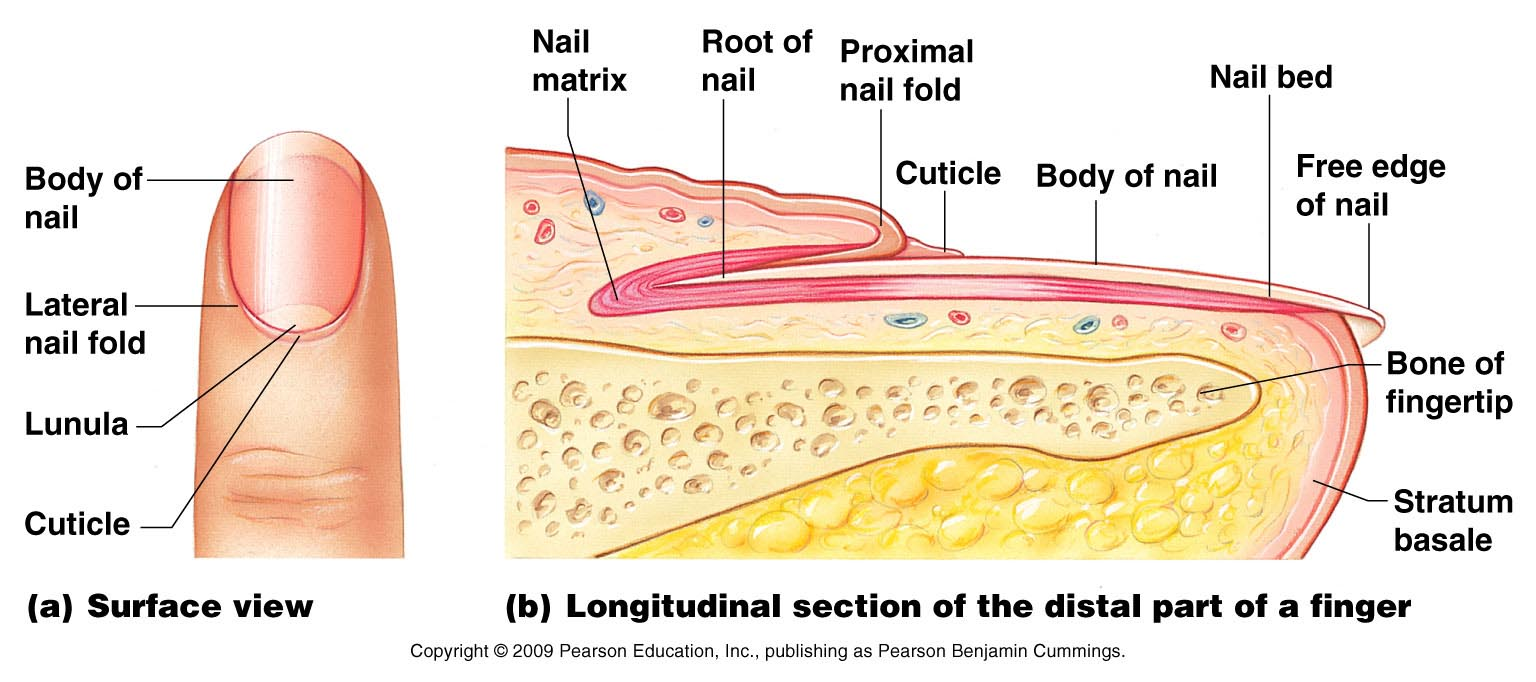 Body of
nail
Lateral
nail fold
Lunula
Cuticle
(a) Surface view
Nail
matrix
Root of
nail
Proximal
nail fold
Cuticle
Body of nail
Nail bed
Free edge
of nail
Bone of
fingertip
Stratum
basale
(b) Longitudinal section of the distal part of a finger
Copyright © 2009 Pearson Education, Inc., publishing as Pearson Benjamin Cummings.